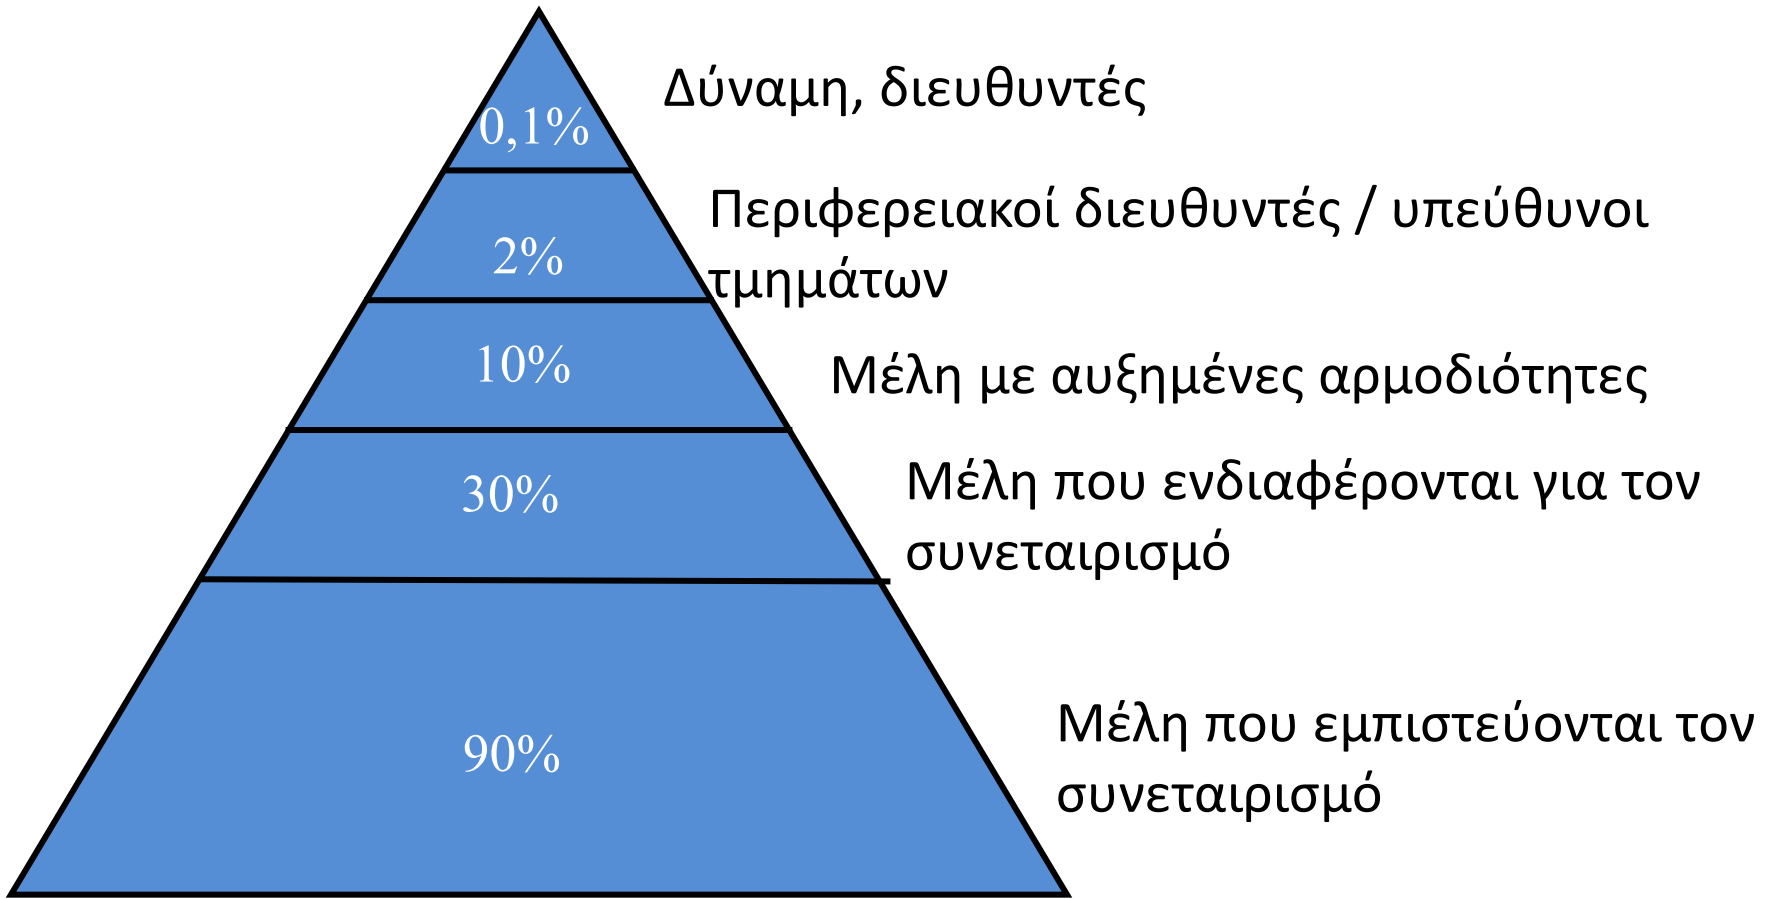 0,1%
Δύναμη, διευθυντές
2%
Περιφερειακοί διευθυντές / υπεύθυνοι
τμημάτων
10%
Μέλη με αυξημένες αρμοδιότητες
30%
Μέλη που ενδιαφέρονται για τον
συνεταιρισμό
90%
Μέλη που εμπιστεύονται τον
συνεταιρισμό